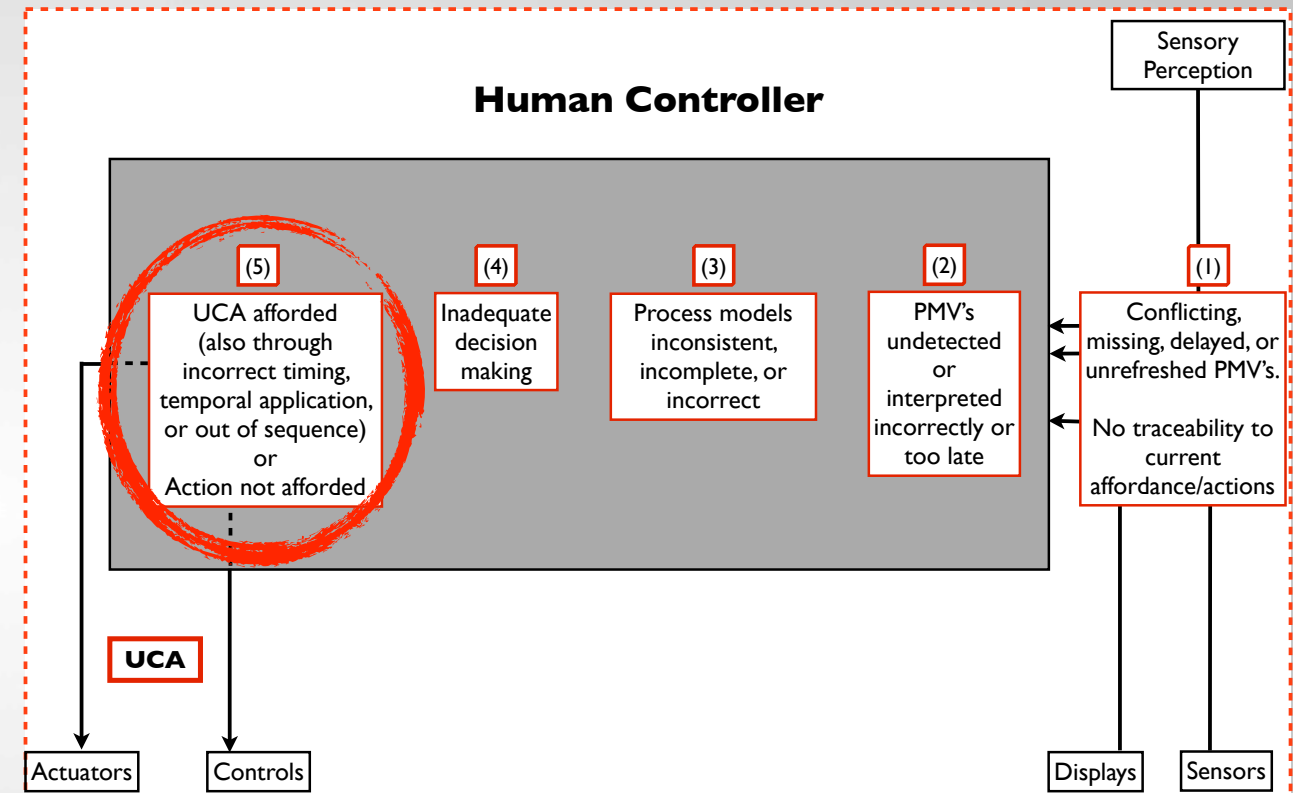 Sensory
Perception
Human Controller
(5)
UCA afforded
(also through
incorrect timing,
temporal application,
or out of sequence)
or
Action not afforded
(4)
Inadequate
decision
making
(3)
Process models
inconsistent,
incomplete, or
incorrect
(2)
PMV's
undetected
or
interpreted
incorrectly or
too late
(1)
Conflicting,
missing, delayed, or
unrefreshed PMV's.
No traceability to
current
affordance/actions
UCA
Actuators
Controls
Displays
Sensors